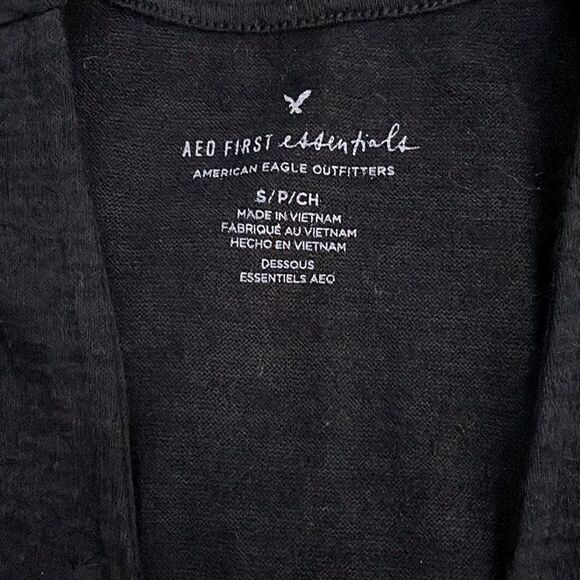 AEO FIRST essentials
AMERICAN EAGLE OUTFITTERS
S/P/CH
MADE IN VIETNAM
FABRIQUÉ AU VIETNAM
HECHO EN VIETNAM
DESSOUS
ESSENTIELS AEO